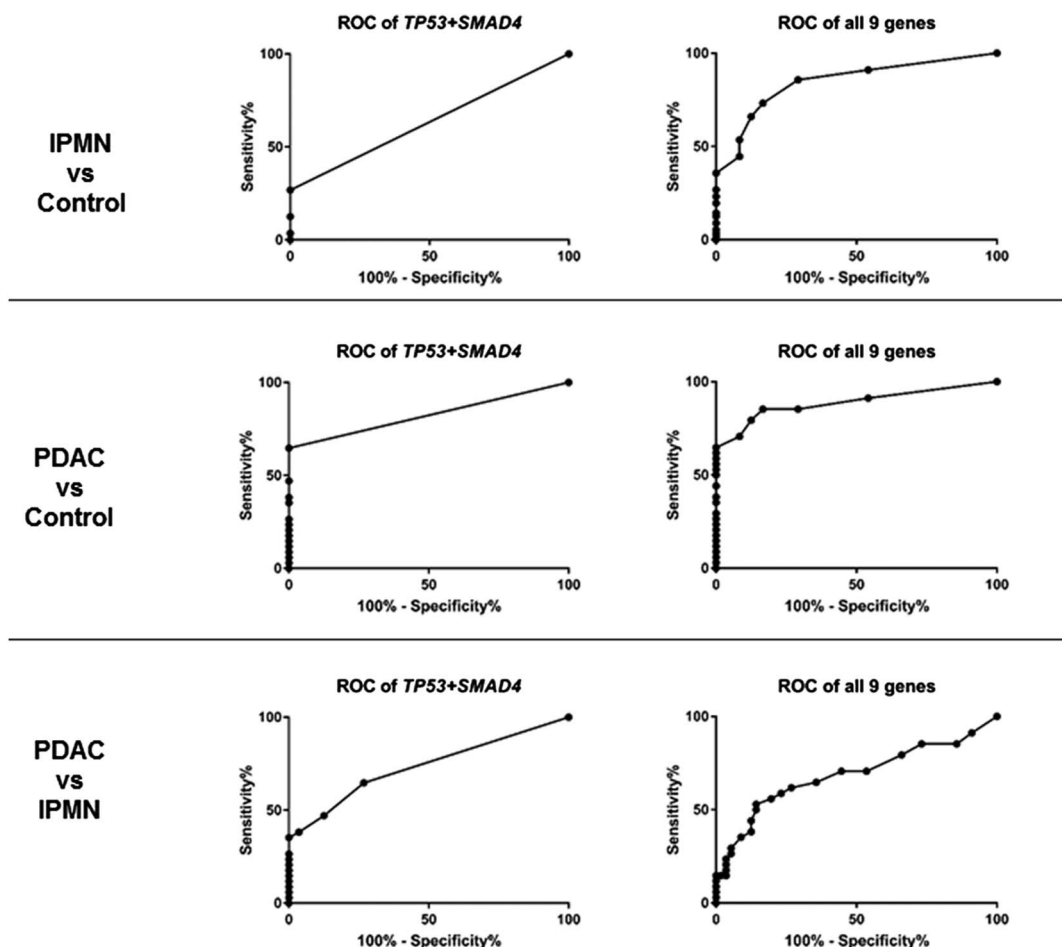 IPMN
vs
Control
ROC of TP53+SMAD4
100
50
0
Sensitivity%
0
50
100
100% - Specificity%
ROC of all 9 genes
100
50
0
Sensitivity%
0
50
100
100% - Specificity%
PDAC
vs
Control
ROC of TP53+SMAD4
100
50
0
Sensitivity%
0
50
100
100% - Specificity%
ROC of all 9 genes
100
50
0
Sensitivity%
0
50
100
100% - Specificity%
PDAC
vs
IPMN
ROC of TP53+SMAD4
100
50
0
Sensitivity%
0
50
100
100% - Specificity%
ROC of all 9 genes
100
50
0
Sensitivity%
0
50
100
100% - Specificity%